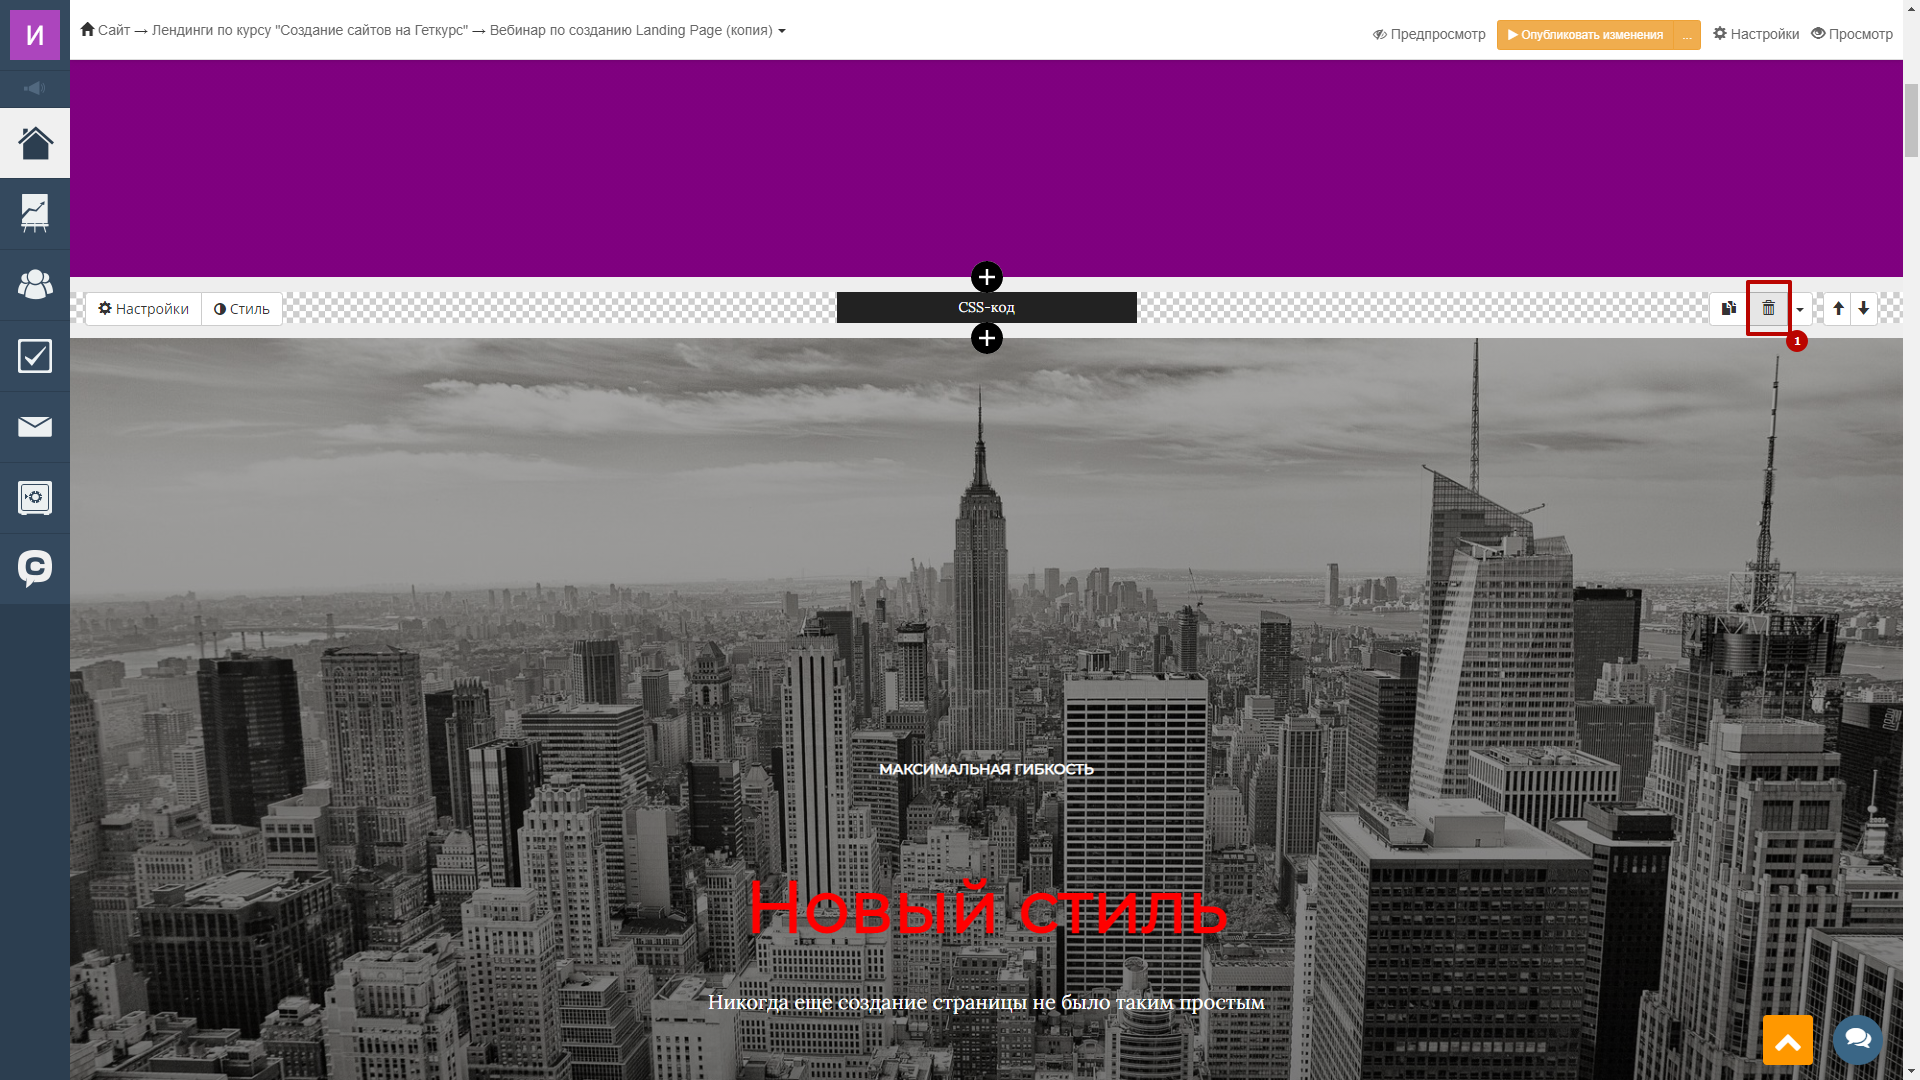 И
Сайт → Лендинги по курсу "Создание сайтов на Геткурс" → Вебинар по созданию Landing Page (копия)
Предпросмотр
Опубликовать изменения
...
Настройки
Просмотр
Настройки
Стиль
CSS-код
1
МАКСИМАЛЬНАЯ ГИБКОСТЬ
Новый стиль
Никогда еще создание страницы не было таким простым